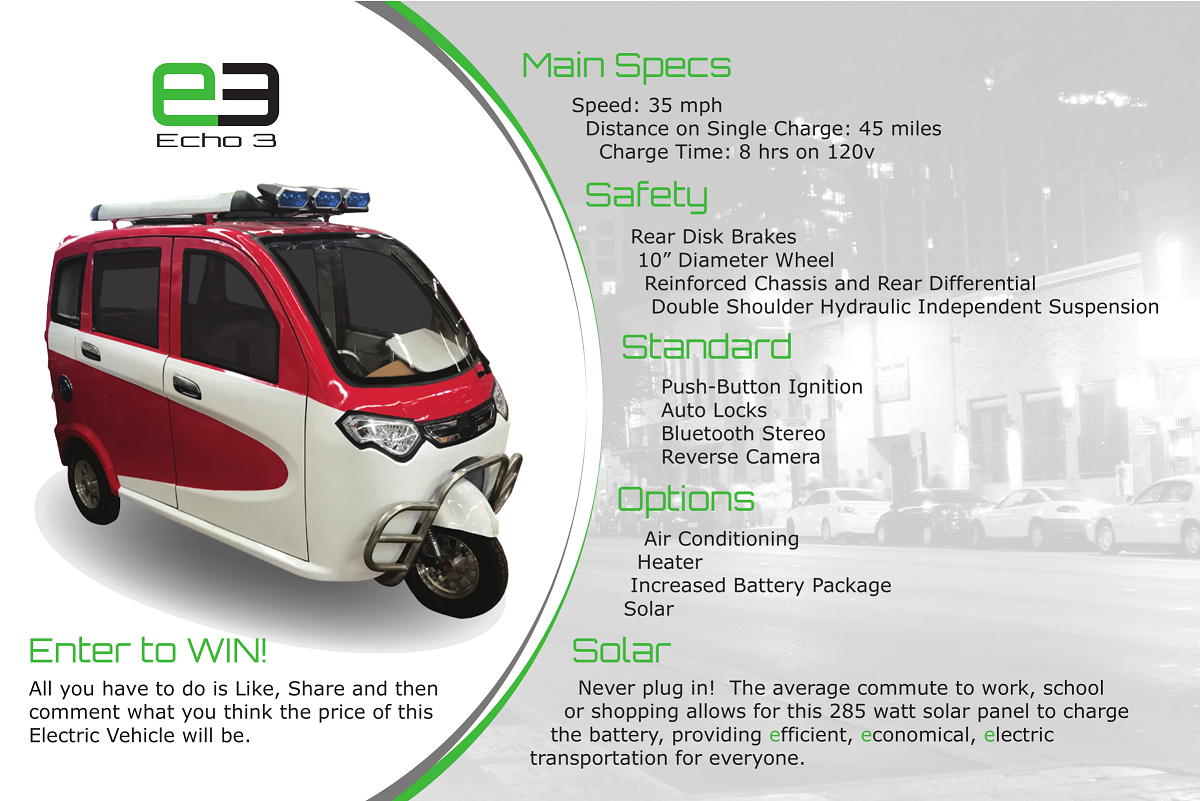 e3
Echo 3
Main Specs
Speed: 35 mph
Distance on Single Charge: 45 miles
Charge Time: 8 hrs on 120v
Safety
Rear Disk Brakes
10” Diameter Wheel
Reinforced Chassis and Rear Differential
Double Shoulder Hydraulic Independent Suspension
Standard
Push-Button Ignition
Auto Locks
Bluetooth Stereo
Reverse Camera
Options
Air Conditioning
Heater
Increased Battery Package
Solar
Enter to WIN!
All you have to do is Like, Share and then
comment what you think the price of this
Electric Vehicle will be.
Solar
Never plug in!  The average commute to work, school
or shopping allows for this 285 watt solar panel to charge
the battery, providing efficient, economical, electric
transportation for everyone.